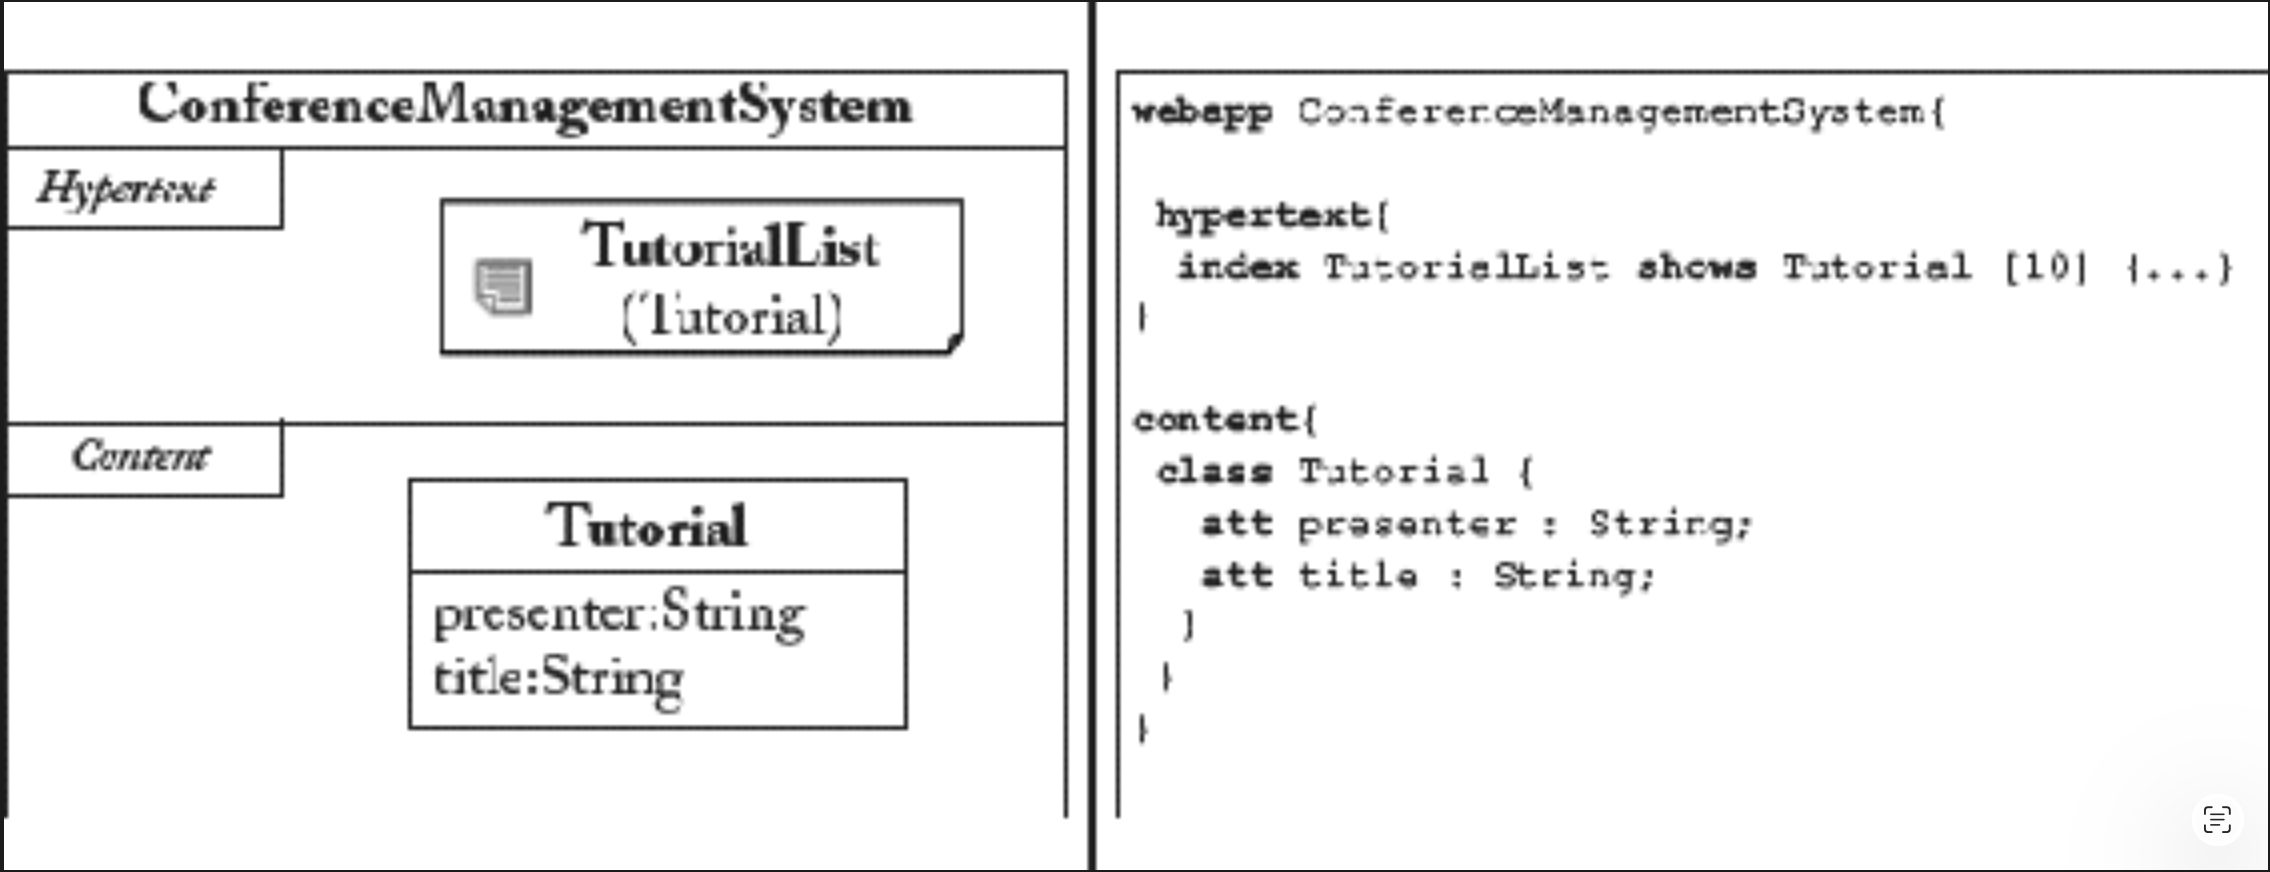 ConferenceManagementSystem
Hypertext
TutorialList
(Tutorial)
Content
Tutorial
presenter:String
title:String
webapp ConferenceManagementSystem{
hypertext{
index TutorialList shows Tutorial [10] {...}
}
content{
class Tutorial {
att presenter : String;
att title : String;
}
}
}